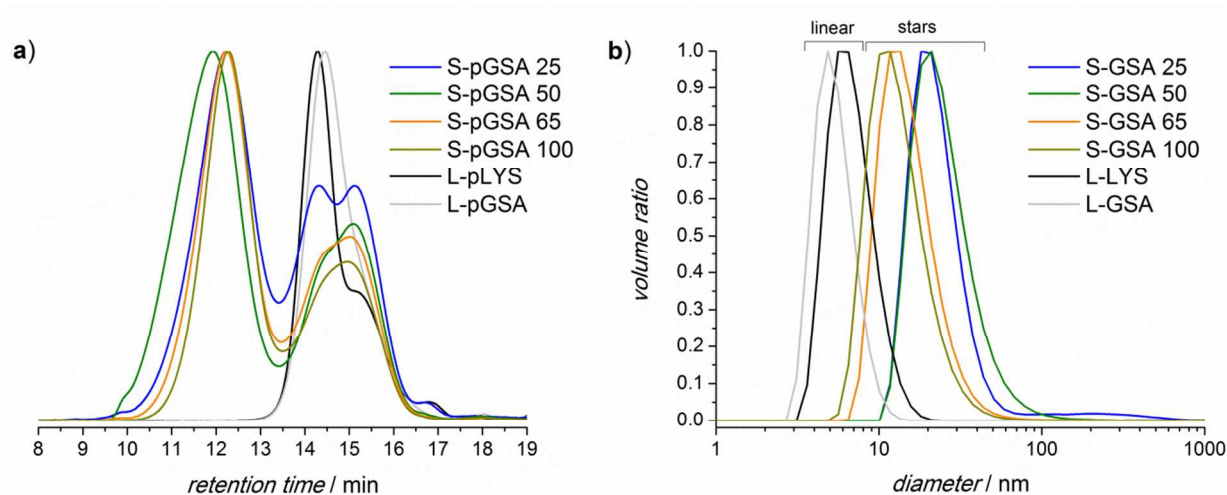 a)
S-pGSA 25
S-pGSA 50
S-pGSA 65
S-pGSA 100
L-pLYS
L-pGSA
8 9 10 11 12 13 14 15 16 17 18 19
retention time / min
b)
linear stars
S-GSA 25
S-GSA 50
S-GSA 65
S-GSA 100
L-LYS
L-GSA
volume ratio
1.0
0.9
0.8
0.7
0.6
0.5
0.4
0.3
0.2
0.1
0.0
1 10 100 1000
diameter / nm